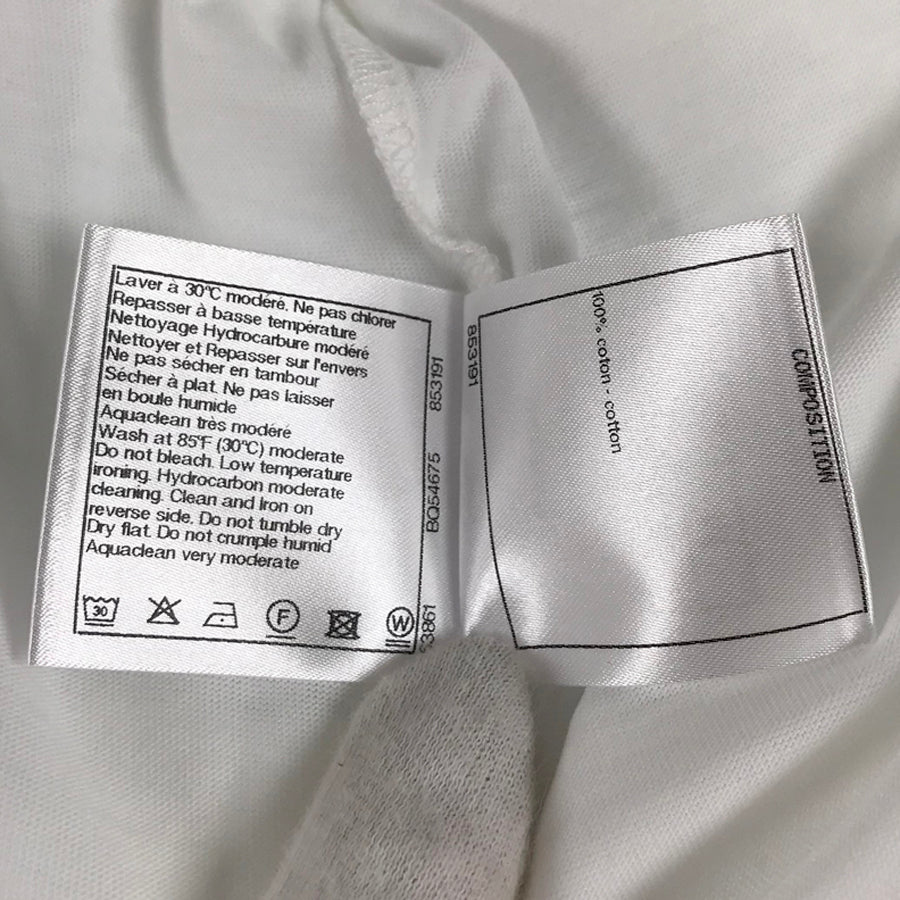 Laver à 30°C modéré. Ne pas chlorer
Repasser à basse température
Nettoyage Hydrocarbure modéré
Nettoyer et Repasser sur l'envers
Ne pas sécher en tambour
Sécher à plat. Ne pas laisser
en boule humide
Aquaclean très modéré
Wash at 85°F (30°C) moderate
Do not bleach. Low temperature
ironing. Hydrocarbon moderate
cleaning. Clean and Iron on
reverse side. Do not tumble dry
Dry flat. Do not crumple humid
Aquaclean very moderate
30
F
W
853191
BQ54675
853191
100% coton - cotton
COMPOSITION